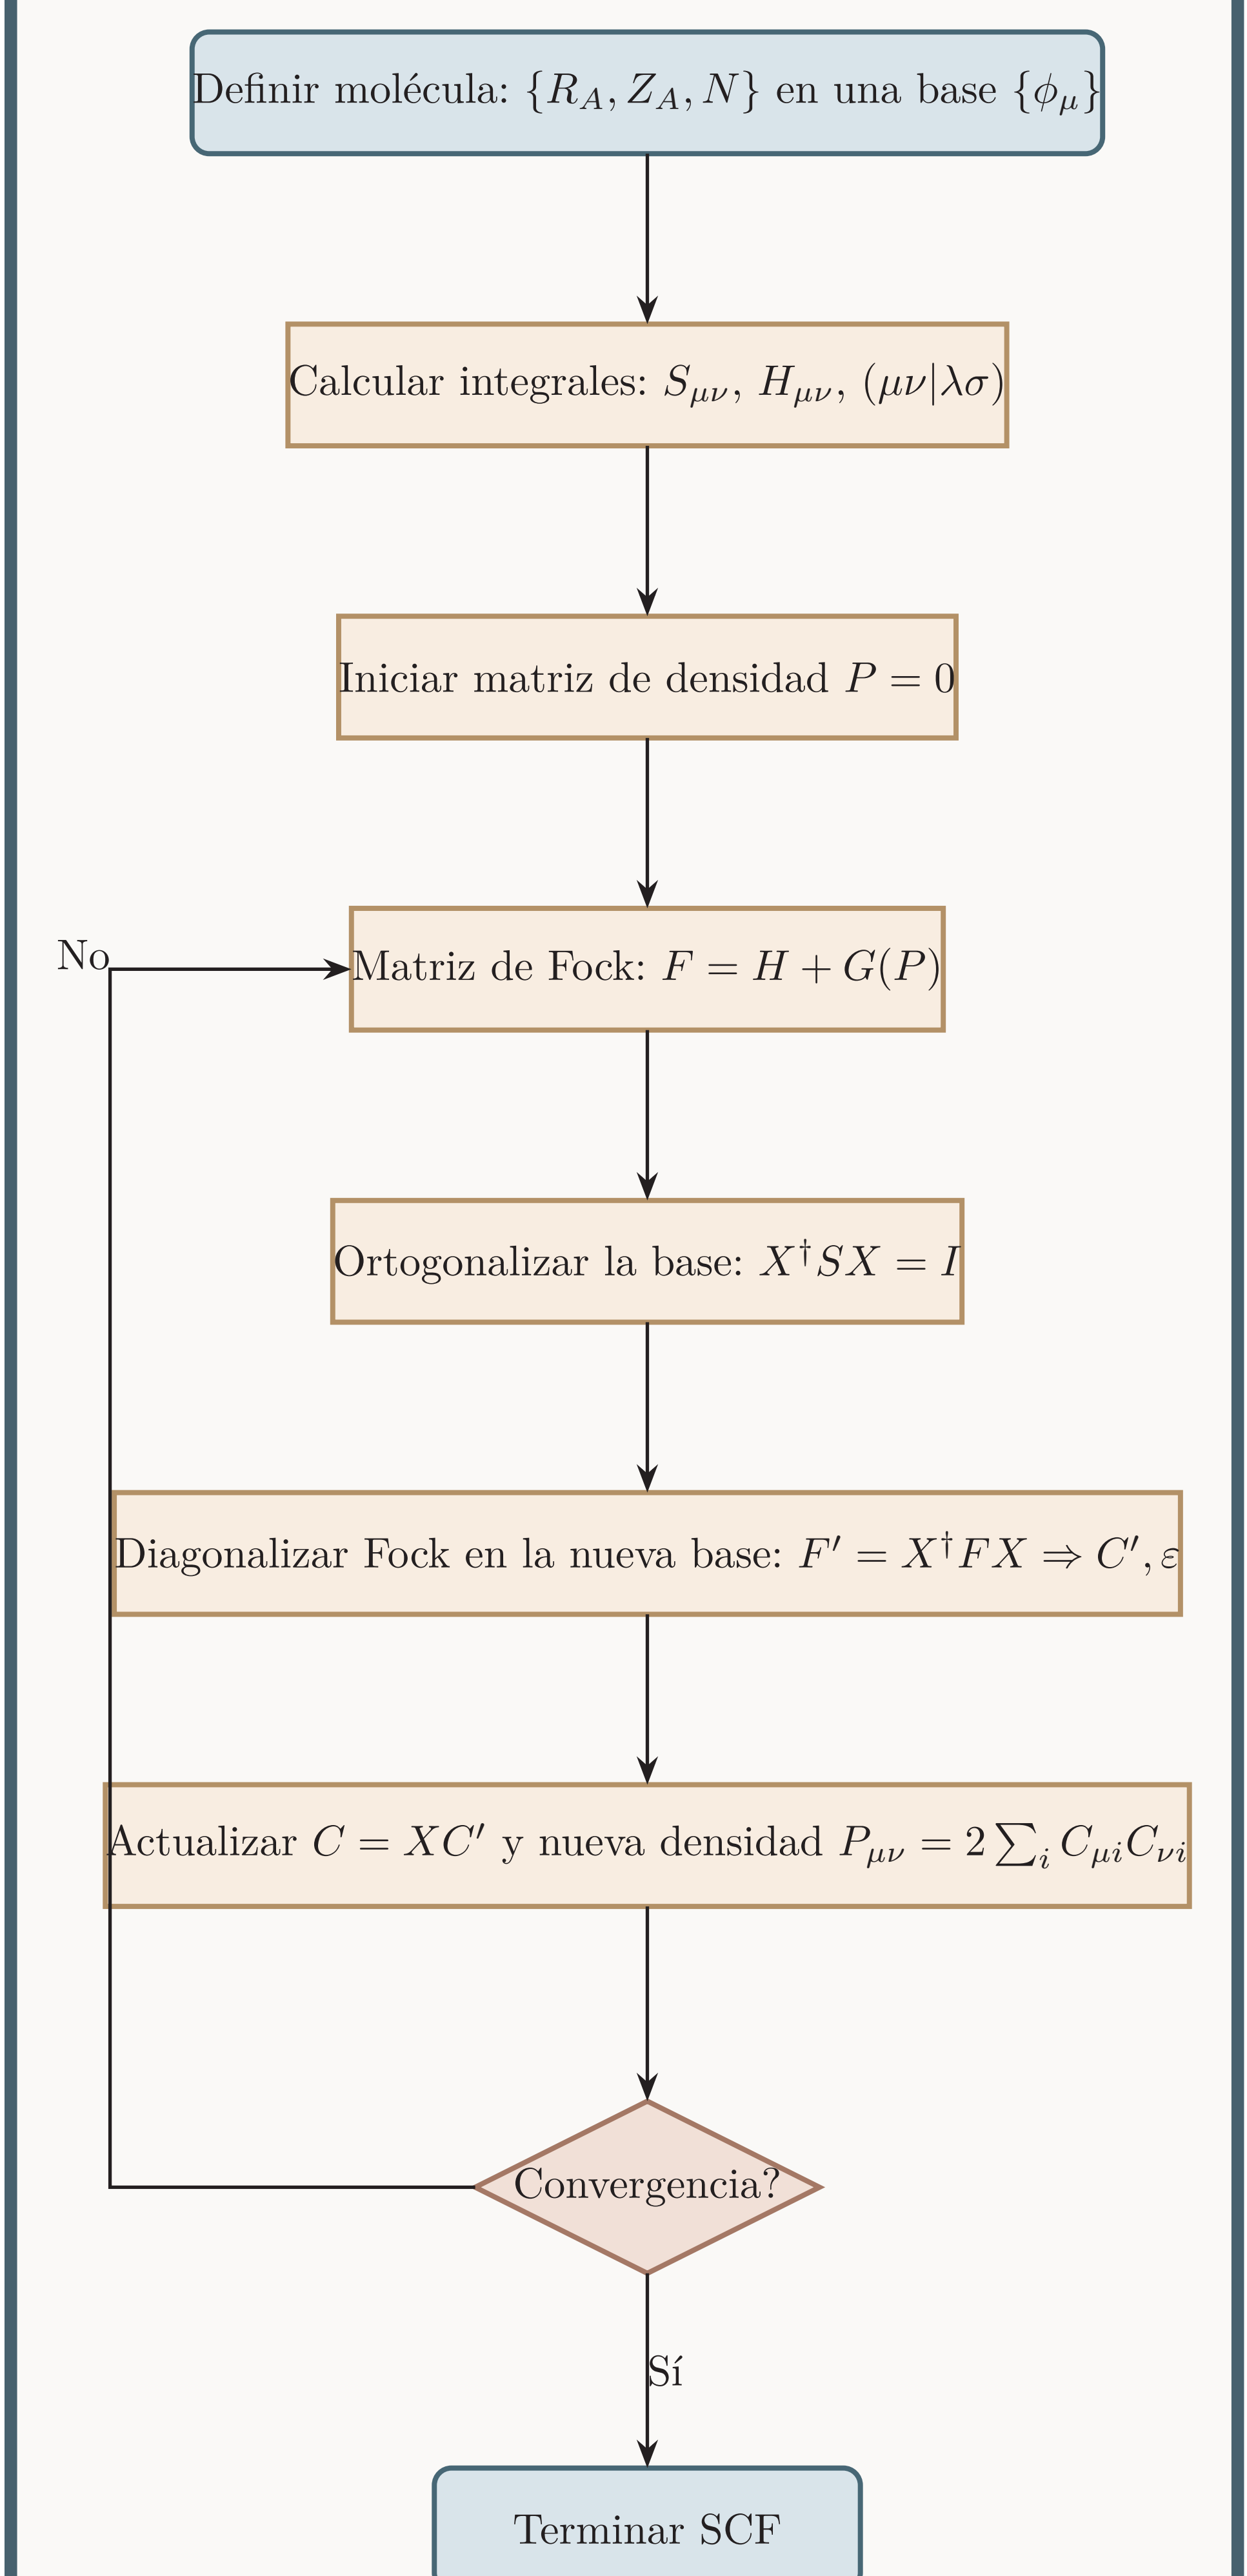 Definir molécula: {R_A, Z_A, N} en una base {ϕ_μ}
Calcular integrales: S_μν, H_μν, (μν|λσ)
Iniciar matriz de densidad P = 0
No
Matriz de Fock: F = H + G(P)
Ortogonalizar la base: X†SX = I
Diagonalizar Fock en la nueva base: F′ = X†FX ⇒ C′, ε
Actualizar C = XC′ y nueva densidad P_μν = 2 ∑_i C_μi C_νi
Convergencia?
Sí
Terminar SCF